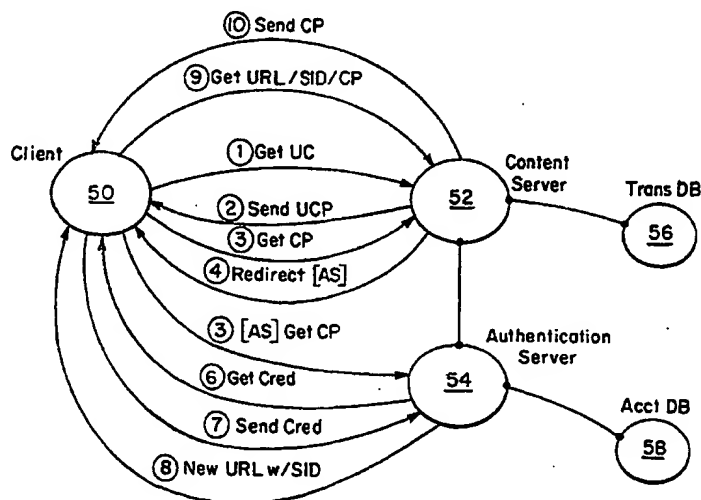 ⑩ Send CP
⑨ Get URL/SID/CP
Client
① Get UC
Content
Server
Trans DB
50
52
56
② Send UCP
③ Get CP
④ Redirect [AS]
③ [AS] Get CP
Authentication
Server
54
⑥ Get Cred
Acct DB
⑦ Send Cred
58
⑧ New URL w/SID